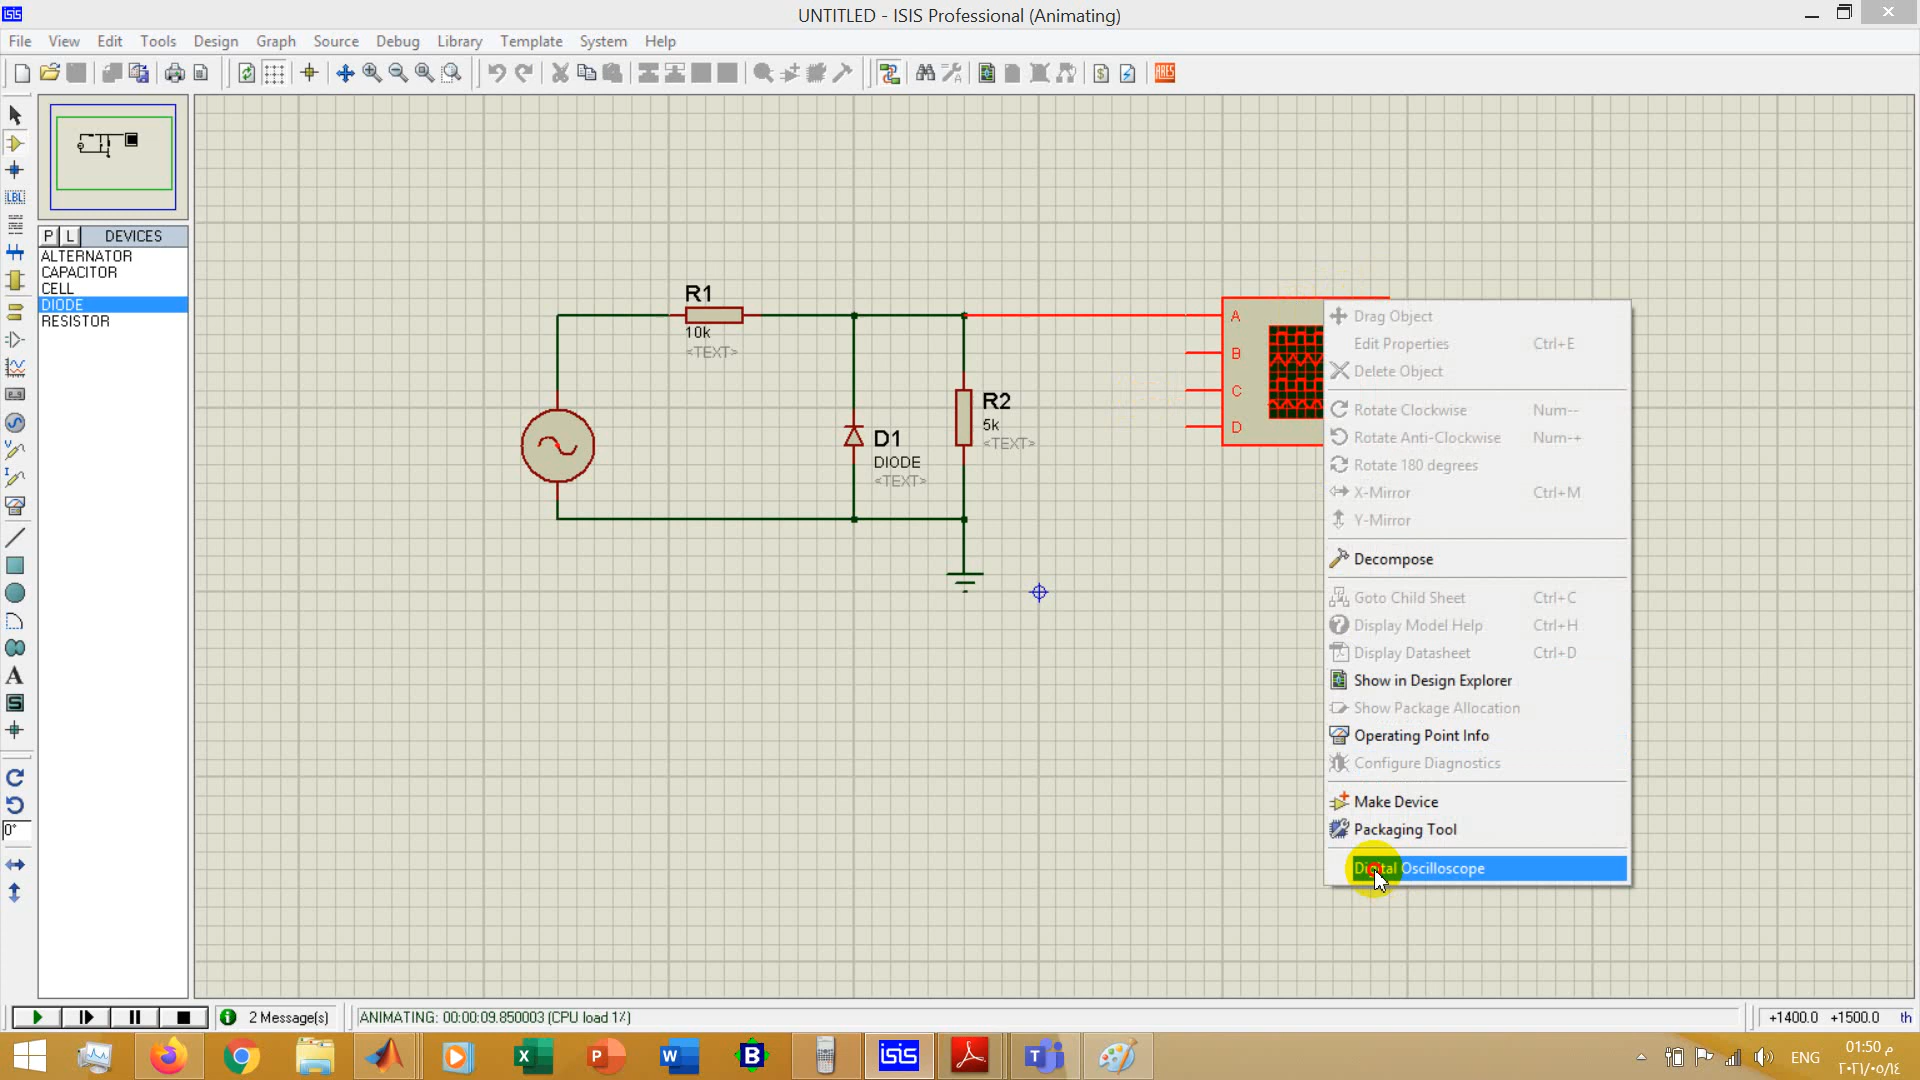 UNTITLED - ISIS Professional (Animating)
File View Edit Tools Design Graph Source Debug Library Template System Help
LBL
P L DEVICES
ALTERNATOR
CAPACITOR
CELL
DIODE
RESISTOR
R1
10k
<TEXT>
D1
DIODE
<TEXT>
R2
5k
<TEXT>
A
B
C
D
Drag Object
Edit Properties Ctrl+E
Delete Object
Rotate Clockwise Num--
Rotate Anti-Clockwise Num-+
Rotate 180 degrees
X-Mirror Ctrl+M
Y-Mirror
Decompose
Goto Child Sheet Ctrl+C
Display Model Help Ctrl+H
Display Datasheet Ctrl+D
Show in Design Explorer
Show Package Allocation
Operating Point Info
Configure Diagnostics
Make Device
Packaging Tool
Digital Oscilloscope
0°
2 Message(s)
ANIMATING: 00:00:09.850003 (CPU load 1%)
+1400.0 +1500.0 th
ISIS
ENG
01:50 م
٢٠٢١/٠٥/١٤